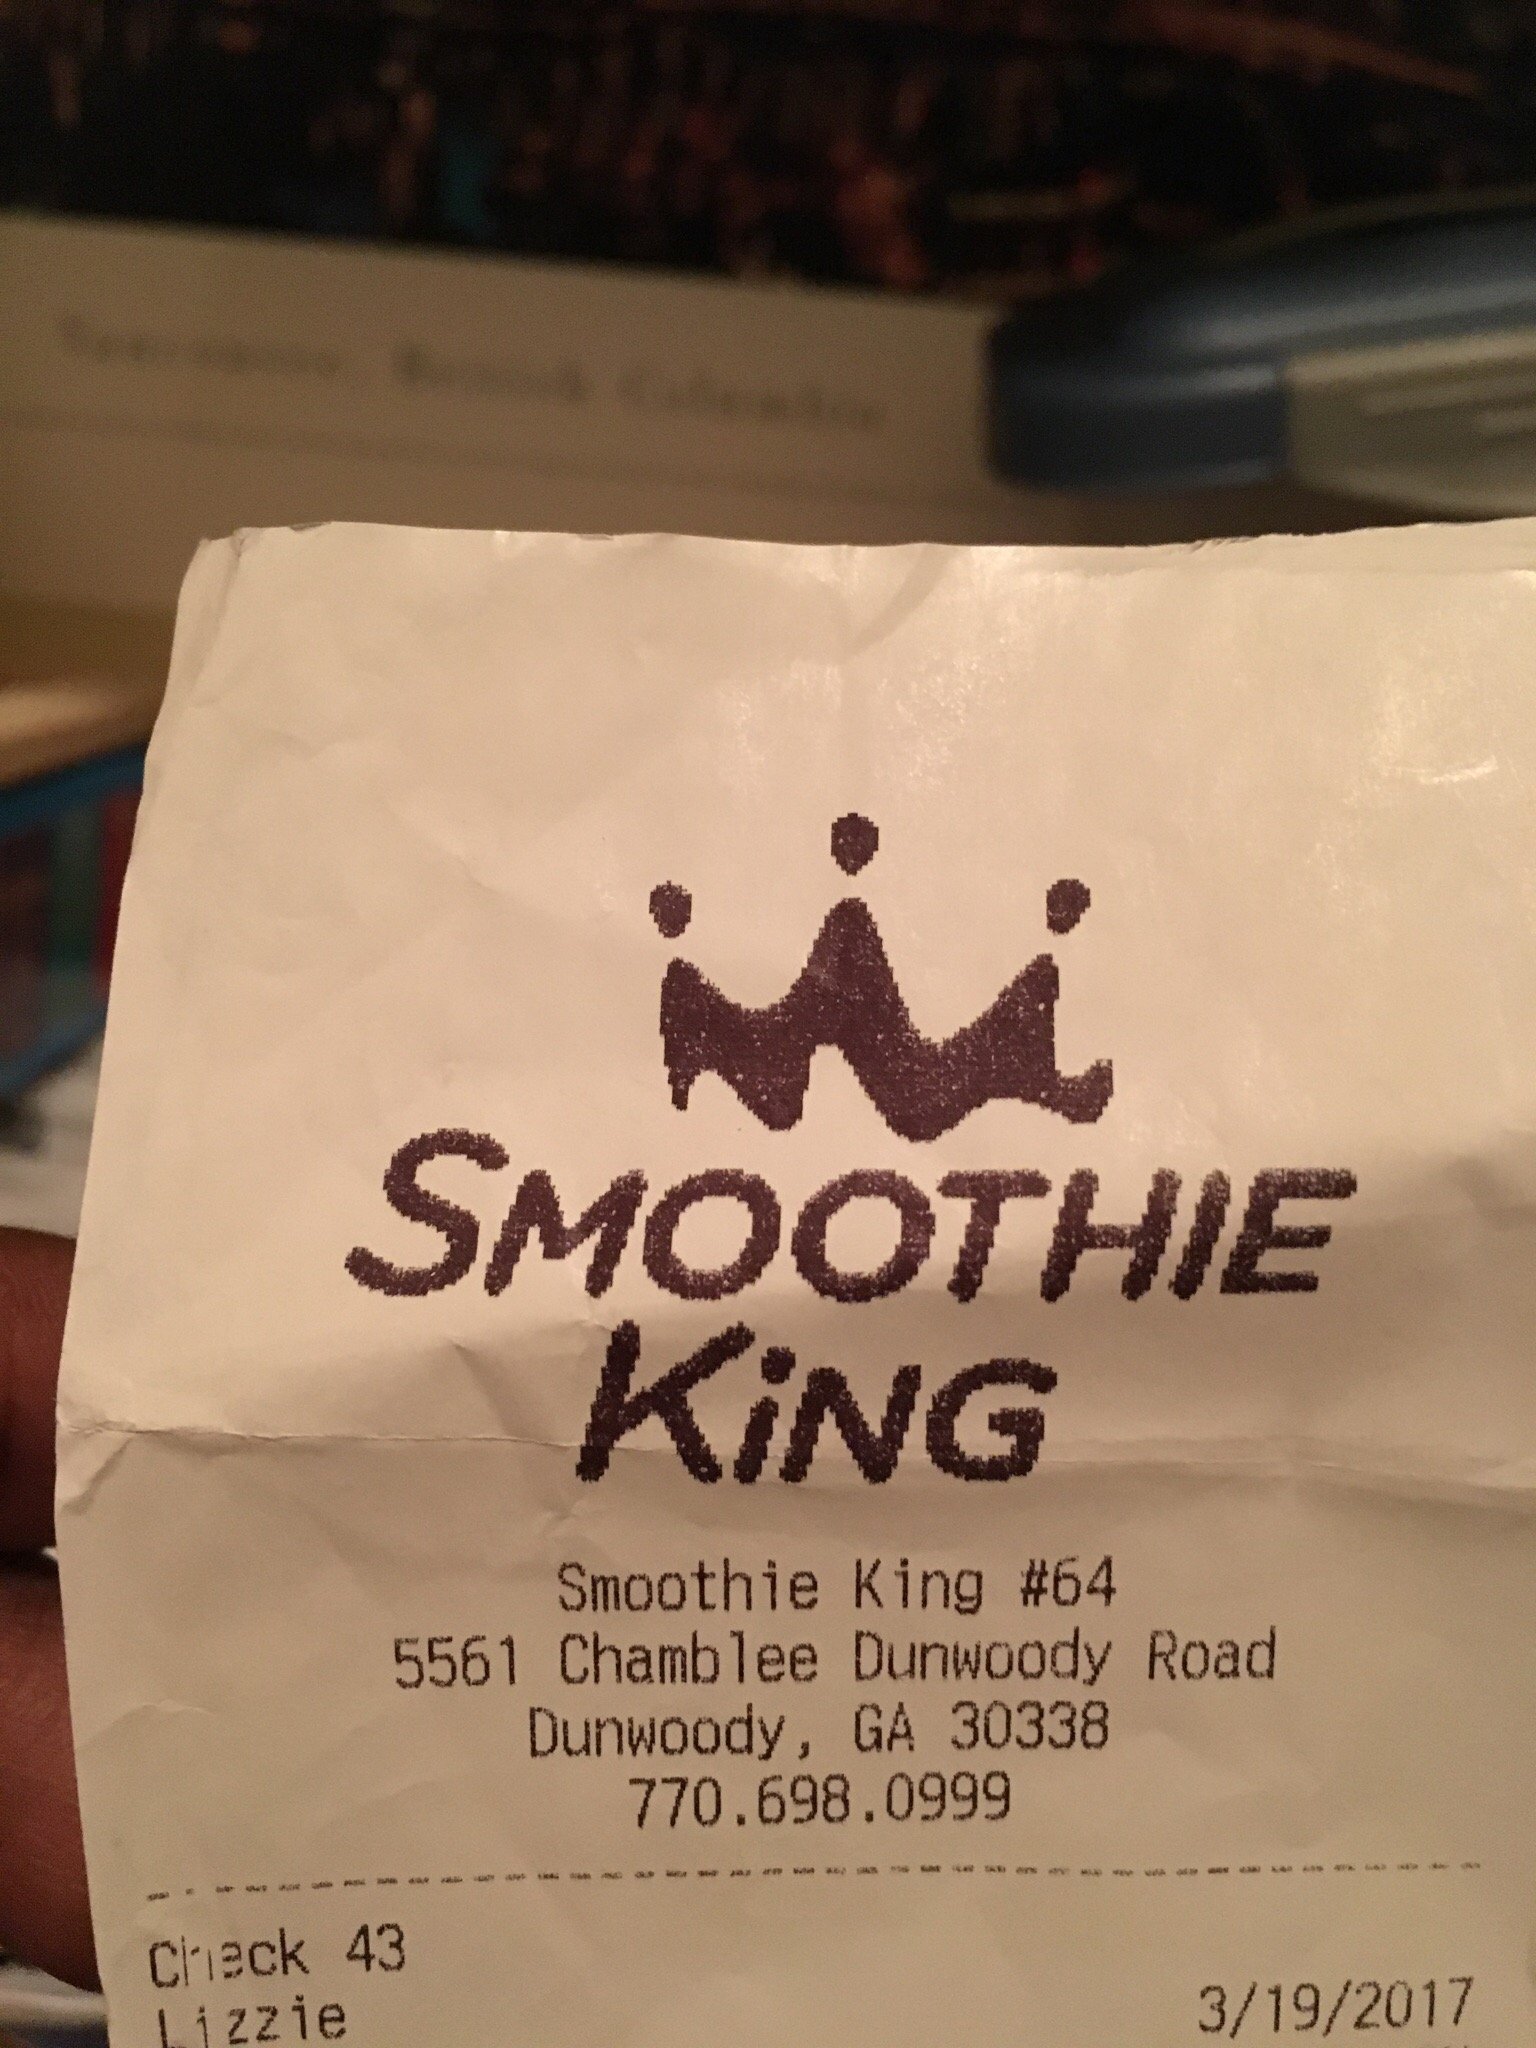 SMOOTHIE
KiNG
Smoothie King #64
5561 Chamblee Dunwoody Road
Dunwoody, GA 30338
770.698.0999
Check 43
Lizzie
3/19/2017